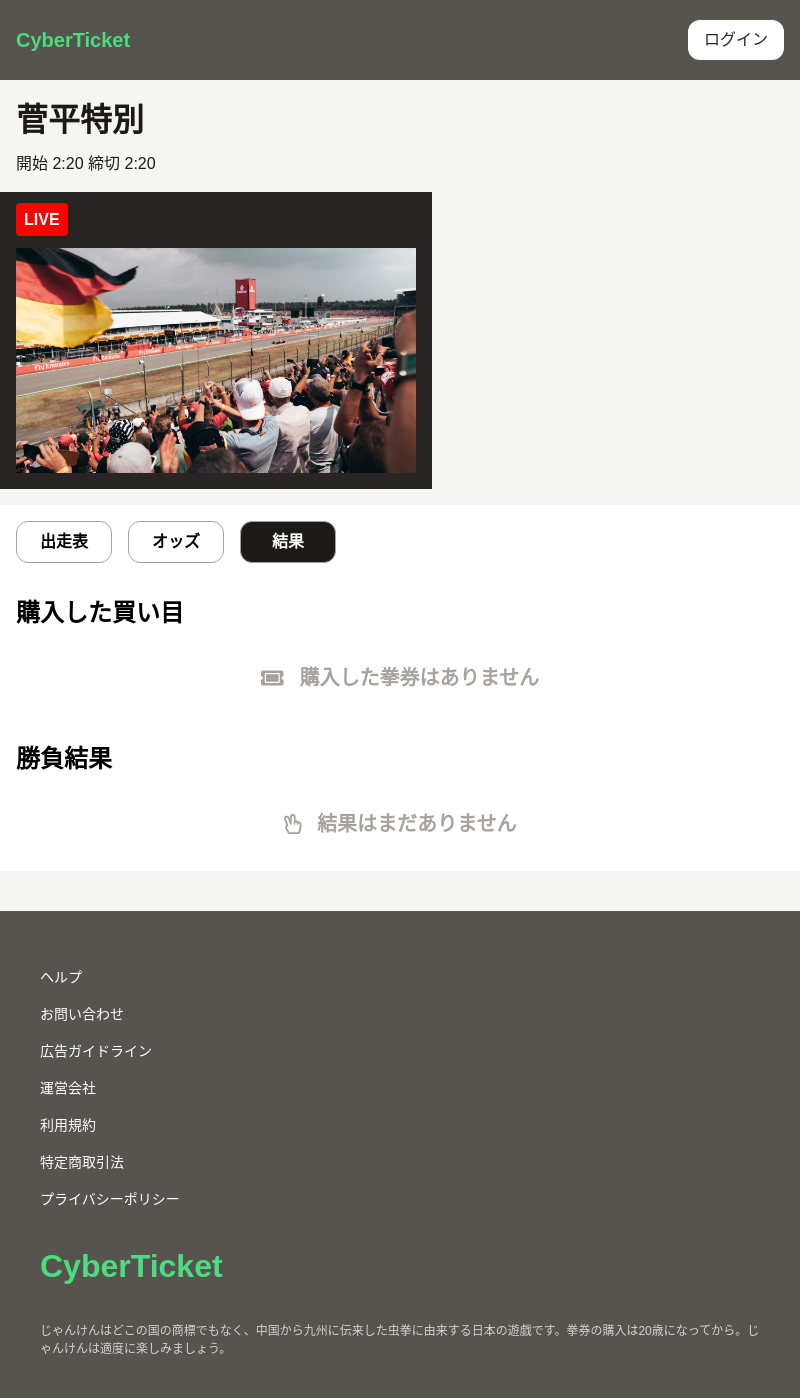 CyberTicket
ログイン
菅平特別
開始 2:20 締切 2:20
LIVE
Fly Emirates
出走表
オッズ
結果
購入した買い目
購入した拳券はありません
勝負結果
結果はまだありません
ヘルプ
お問い合わせ
広告ガイドライン
運営会社
利用規約
特定商取引法
プライバシーポリシー
CyberTicket
じゃんけんはどこの国の商標でもなく、中国から九州に伝来した虫拳に由来する日本の遊戯です。拳券の購入は20歳になってから。じ
ゃんけんは適度に楽しみましょう。